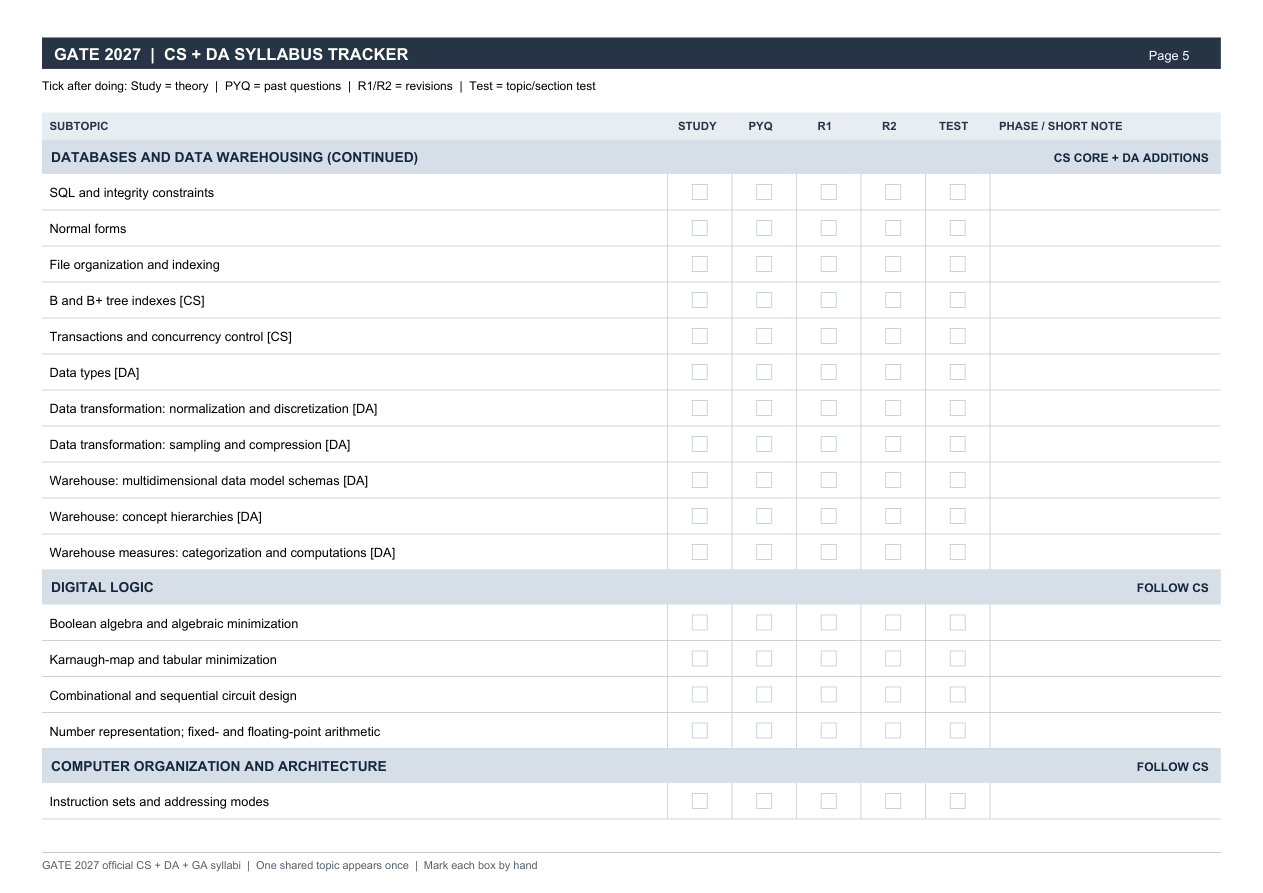 GATE 2027 | CS + DA SYLLABUS TRACKER Page 5
Tick after doing: Study = theory | PYQ = past questions | R1/R2 = revisions | Test = topic/section test
SUBTOPIC STUDY PYQ R1 R2 TEST PHASE / SHORT NOTE
DATABASES AND DATA WAREHOUSING (CONTINUED) CS CORE + DA ADDITIONS
SQL and integrity constraints
Normal forms
File organization and indexing
B and B+ tree indexes [CS]
Transactions and concurrency control [CS]
Data types [DA]
Data transformation: normalization and discretization [DA]
Data transformation: sampling and compression [DA]
Warehouse: multidimensional data model schemas [DA]
Warehouse: concept hierarchies [DA]
Warehouse measures: categorization and computations [DA]
DIGITAL LOGIC FOLLOW CS
Boolean algebra and algebraic minimization
Karnaugh-map and tabular minimization
Combinational and sequential circuit design
Number representation; fixed- and floating-point arithmetic
COMPUTER ORGANIZATION AND ARCHITECTURE FOLLOW CS
Instruction sets and addressing modes
GATE 2027 official CS + DA + GA syllabi | One shared topic appears once | Mark each box by hand